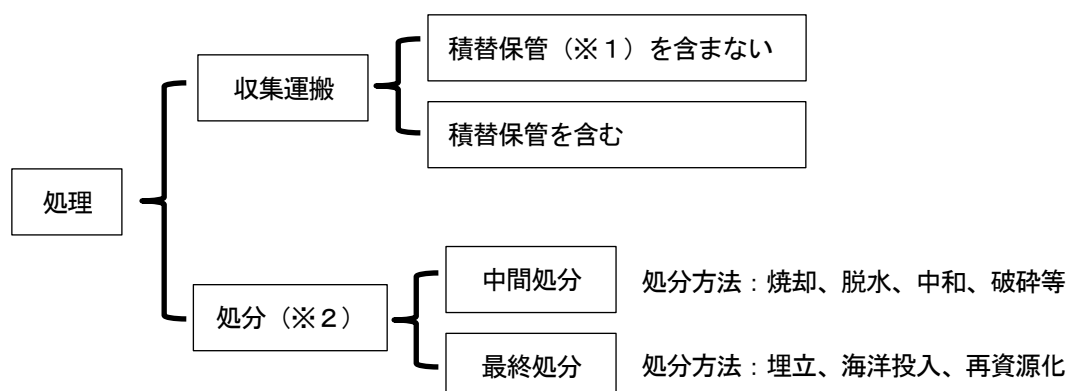 積替保管（※１）を含まない
収集運搬
積替保管を含む
処理
中間処分 処分方法：焼却、脱水、中和、破砕等
処分（※２）
最終処分 処分方法：埋立、海洋投入、再資源化